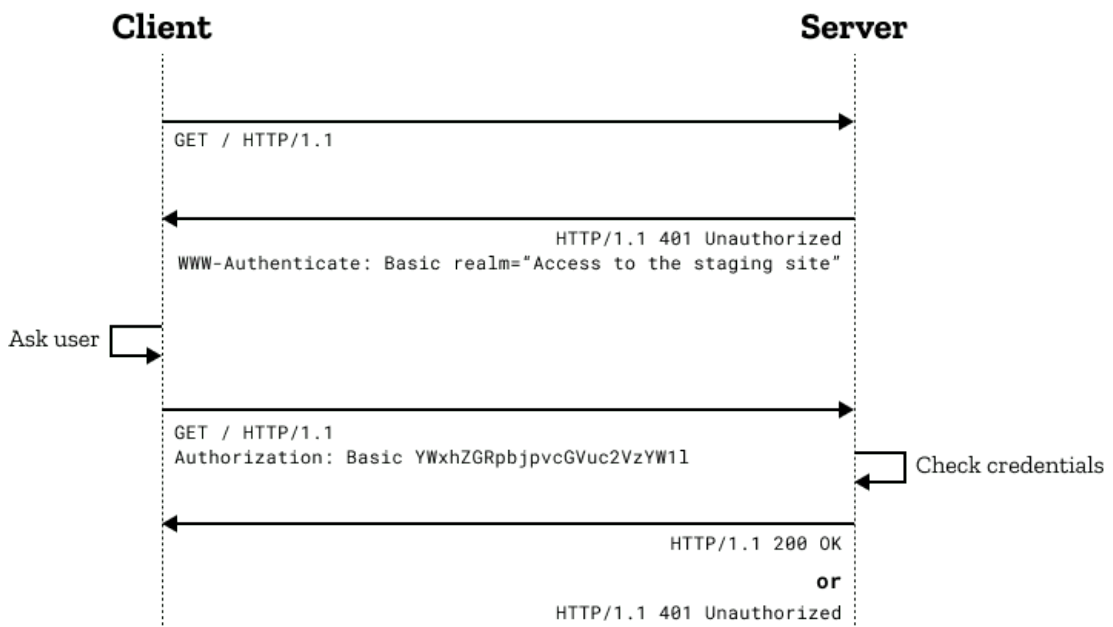 Client
Server
GET / HTTP/1.1
HTTP/1.1 401 Unauthorized
WWW-Authenticate: Basic realm=“Access to the staging site”
Ask user
GET / HTTP/1.1
Authorization: Basic YWxhZGRpbjpvcGVuc2VzYW1l
Check credentials
HTTP/1.1 200 OK
or
HTTP/1.1 401 Unauthorized